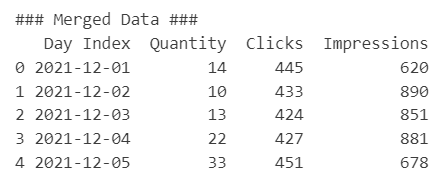 ### Merged Data ###
Day Index Quantity Clicks Impressions
0 2021-12-01 14 445 620
1 2021-12-02 10 433 890
2 2021-12-03 13 424 851
3 2021-12-04 22 427 881
4 2021-12-05 33 451 678